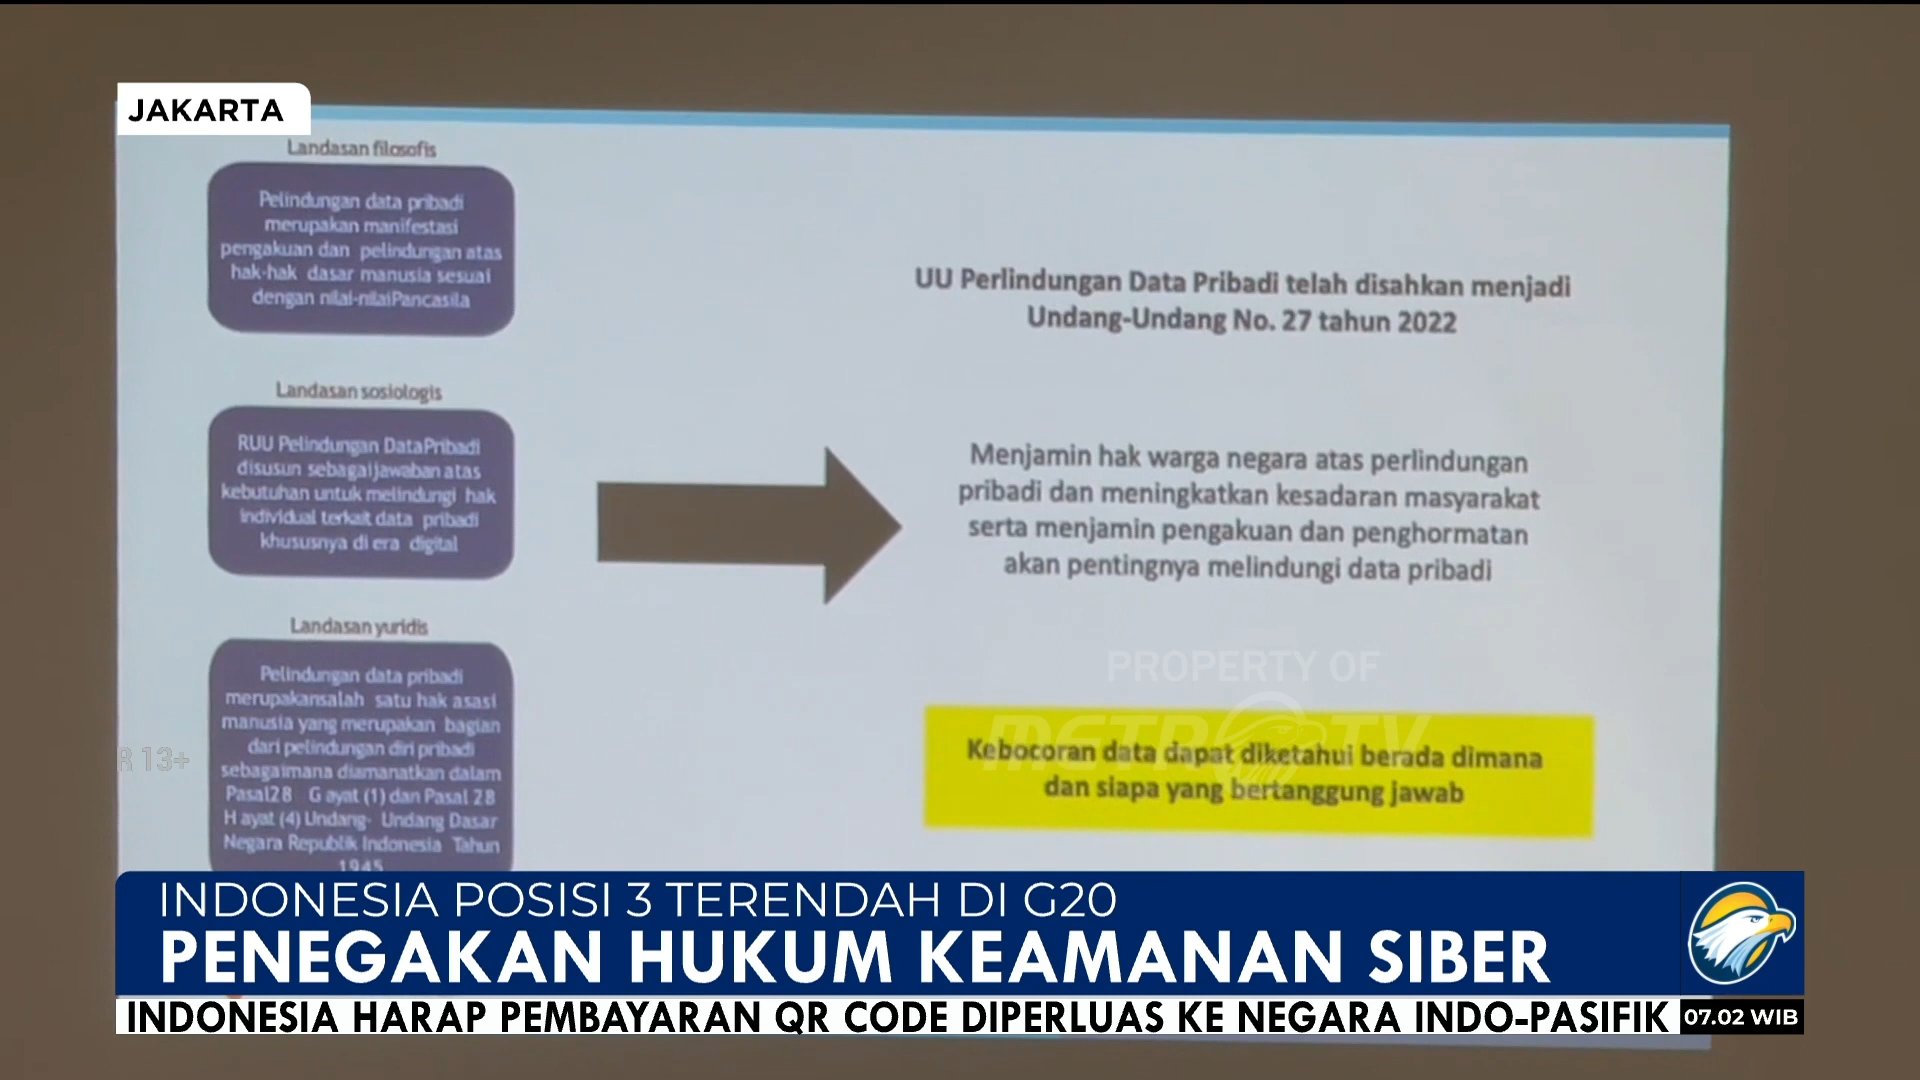 JAKARTA
Landasan filosofis
Pelindungan data pribadi
merupakan manifestasi
pengakuan dan pelindungan atas
hak-hak dasar manusia sesuai
dengan nilai-nilaiPancasila
Landasan sosiologis
RUU Pelindungan DataPribadi
disusun sebagaijawaban atas
kebutuhan untuk melindungi hak
individual terkait data pribadi
khususnya di era digital
Landasan yuridis
Pelindungan data pribadi
merupakansalah satu hak asasi
manusia yang merupakan bagian
dari pelindungan diri pribadi
sebagaimana diamanatkan dalam
Pasal28 G ayat (1) dan Pasal 28
H ayat (4) Undang- Undang Dasar
Negara Republik Indonesia Tahun
1945
UU Perlindungan Data Pribadi telah disahkan menjadi
Undang-Undang No. 27 tahun 2022
Menjamin hak warga negara atas perlindungan
pribadi dan meningkatkan kesadaran masyarakat
serta menjamin pengakuan dan penghormatan
akan pentingnya melindungi data pribadi
PROPERTY OF
METRO TV
Kebocoran data dapat diketahui berada dimana
dan siapa yang bertanggung jawab
R 13+
INDONESIA POSISI 3 TERENDAH DI G20
PENEGAKAN HUKUM KEAMANAN SIBER
INDONESIA HARAP PEMBAYARAN QR CODE DIPERLUAS KE NEGARA INDO-PASIFIK
07.02 WIB